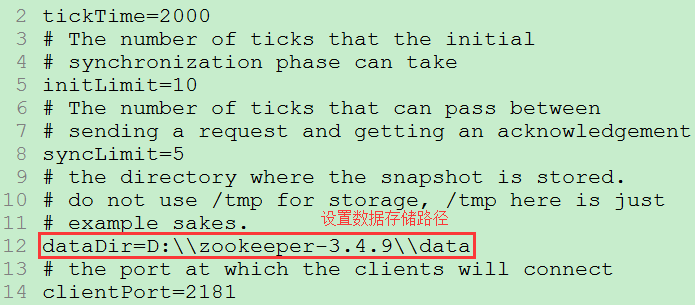 2 tickTime=2000
3 # The number of ticks that the initial
4 # synchronization phase can take
5 initLimit=10
6 # The number of ticks that can pass between
7 # sending a request and getting an acknowledgement
8 syncLimit=5
9 # the directory where the snapshot is stored.
10 # do not use /tmp for storage, /tmp here is just
11 # example sakes.
设置数据存储路径
12 dataDir=D:\\zookeeper-3.4.9\\data
13 # the port at which the clients will connect
14 clientPort=2181